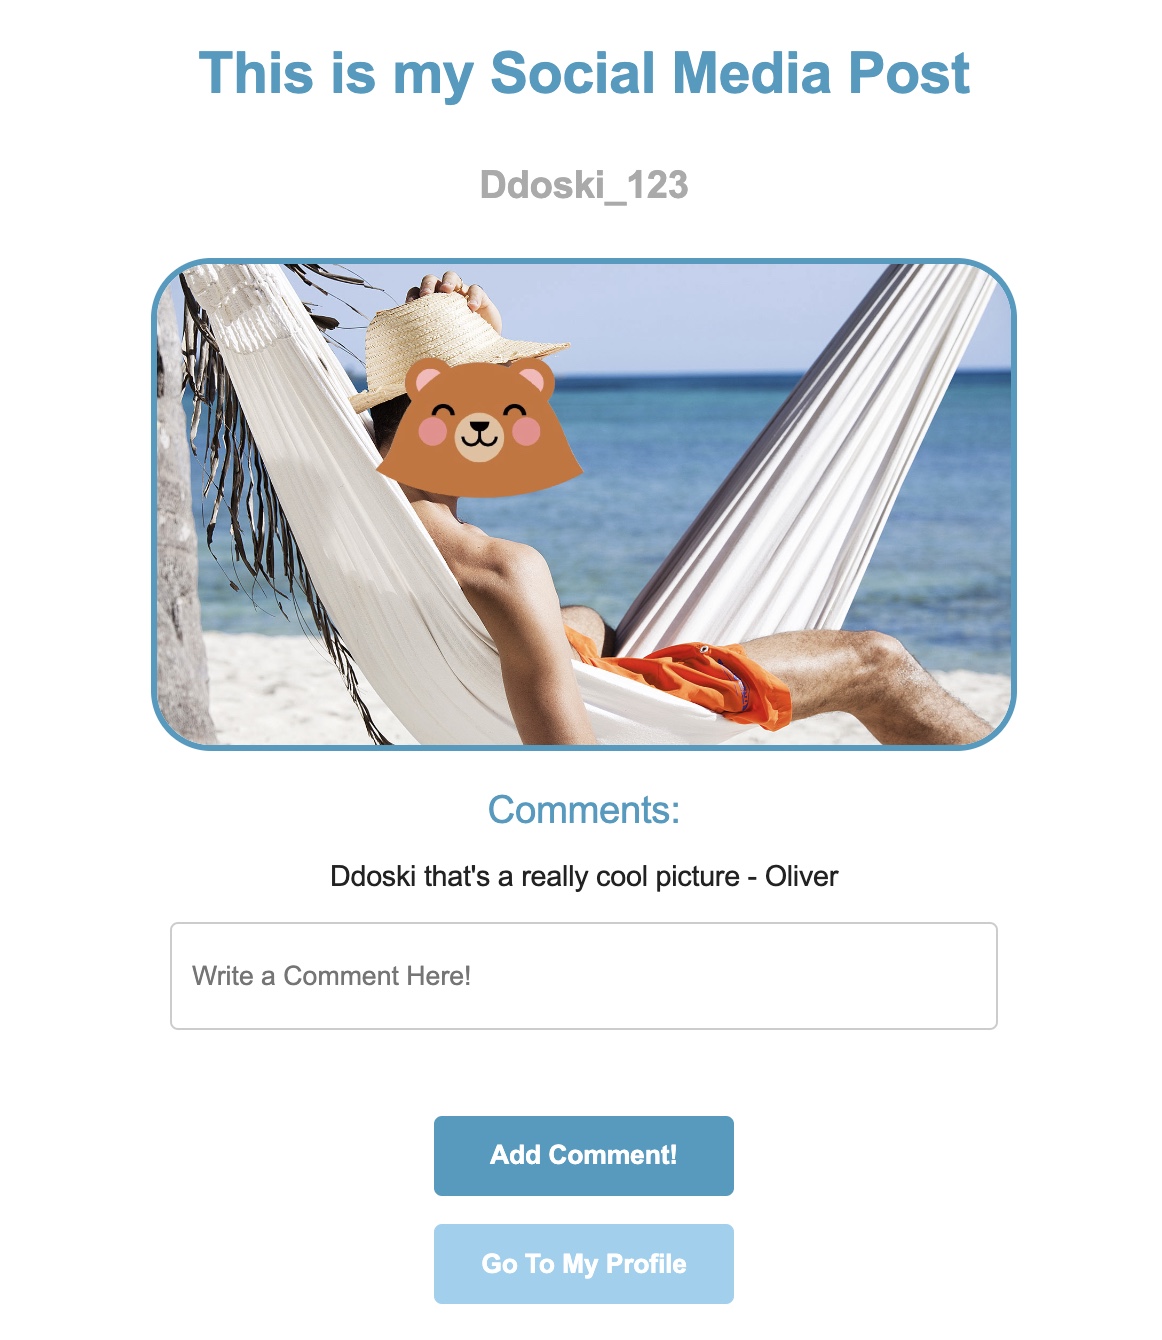 This is my Social Media Post
Ddoski_123
Comments:
Ddoski that's a really cool picture - Oliver
Write a Comment Here!
Add Comment!
Go To My Profile